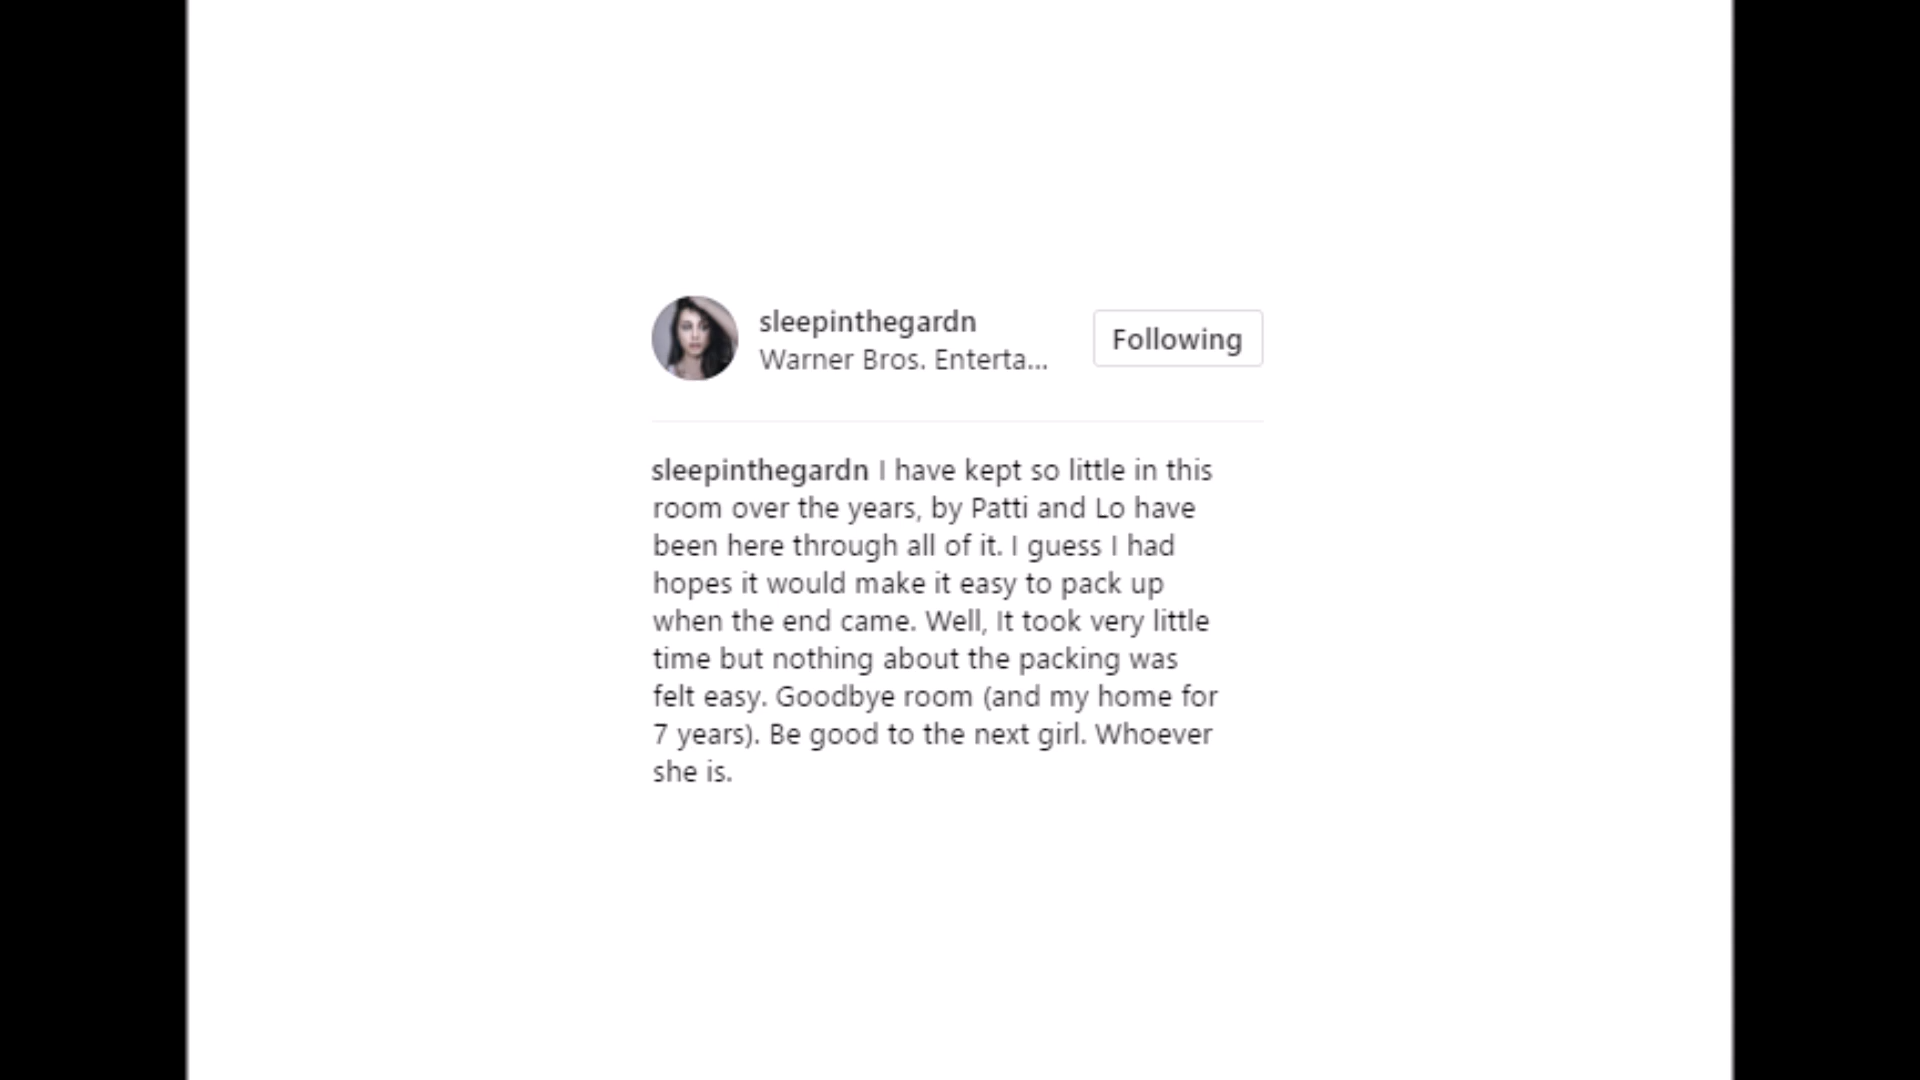 sleepinthegardn
Warner Bros. Enterta...
Following
sleepinthegardn I have kept so little in this
room over the years, by Patti and Lo have
been here through all of it. I guess I had
hopes it would make it easy to pack up
when the end came. Well, It took very little
time but nothing about the packing was
felt easy. Goodbye room (and my home for
7 years). Be good to the next girl. Whoever
she is.